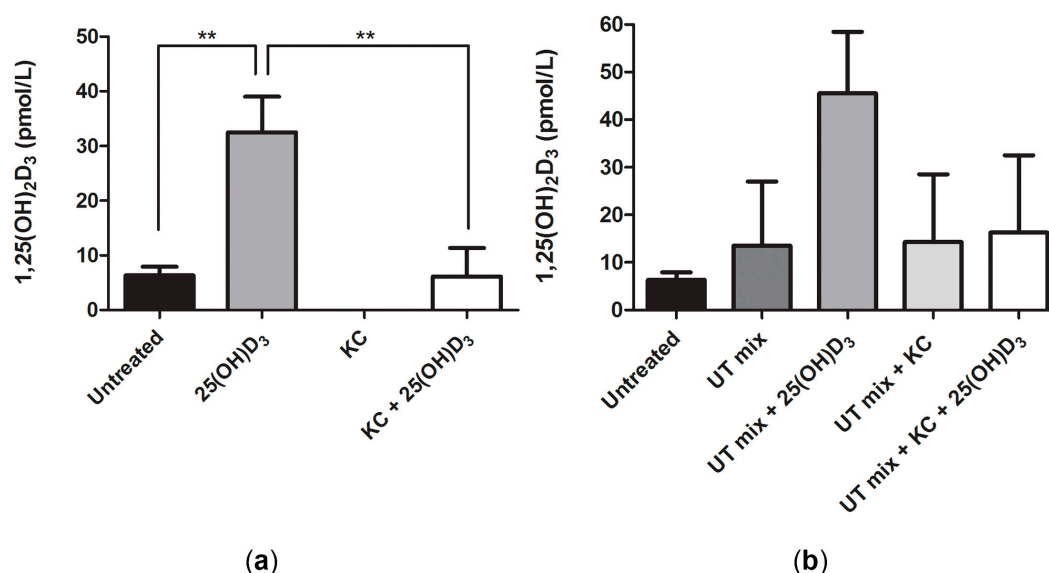 1,25(OH)₂D₃ (pmol/L)
50
40
30
20
10
0
**
**
Untreated
25(OH)D₃
KC
KC + 25(OH)D₃
(a)
1,25(OH)₂D₃ (pmol/L)
60
50
40
30
20
10
0
Untreated
UT mix
UT mix + 25(OH)D₃
UT mix + KC
UT mix + KC + 25(OH)D₃
(b)